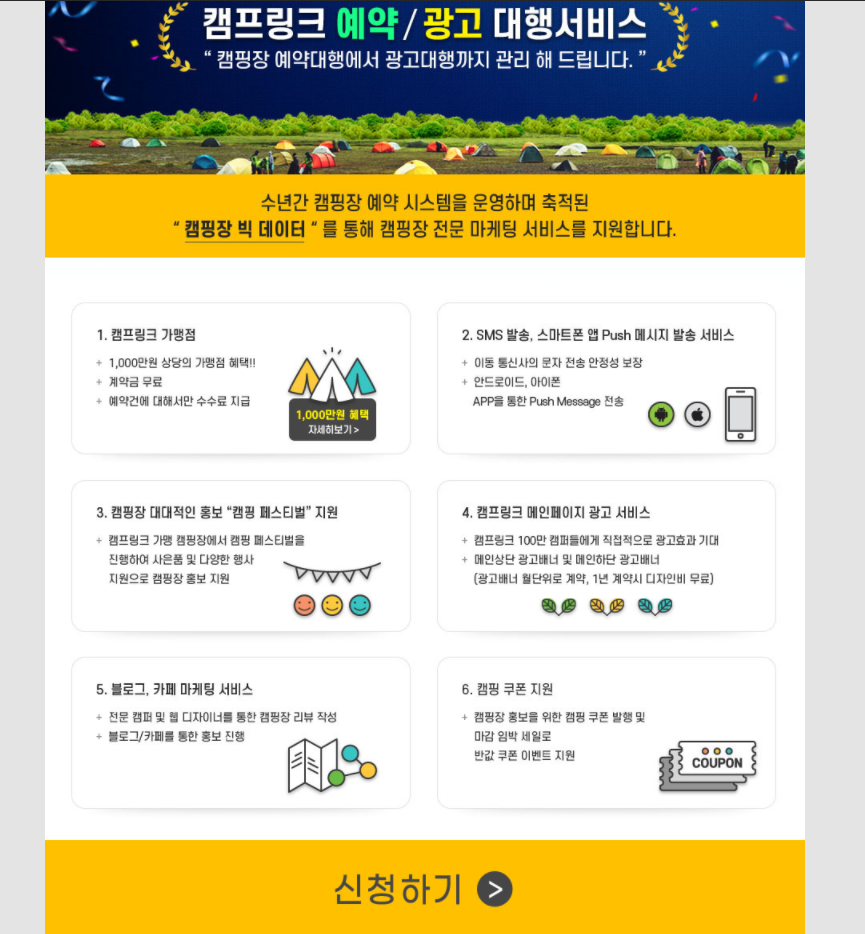 캠프링크 예약 / 광고 대행서비스
“ 캠핑장 예약대행에서 광고대행까지 관리 해 드립니다. ”
수년간 캠핑장 예약 시스템을 운영하며 축적된
“ 캠핑장 빅 데이터 “ 를 통해 캠핑장 전문 마케팅 서비스를 지원합니다.
1. 캠프링크 가맹점
+ 1,000만원 상당의 가맹점 혜택!!
+ 계약금 무료
+ 예약건에 대해서만 수수료 지급
1,000만원 혜택
자세히보기 >
2. SMS 발송, 스마트폰 앱 Push 메시지 발송 서비스
+ 이동 통신사의 문자 전송 안정성 보장
+ 안드로이드, 아이폰
APP을 통한 Push Message 전송
3. 캠핑장 대대적인 홍보 “캠핑 페스티벌” 지원
+ 캠프링크 가맹 캠핑장에서 캠핑 페스티벌을
진행하여 사은품 및 다양한 행사
지원으로 캠핑장 홍보 지원
4. 캠프링크 메인페이지 광고 서비스
+ 캠프링크 100만 캠퍼들에게 직접적으로 광고효과 기대
+ 메인상단 광고배너 및 메인하단 광고배너
(광고배너 월단위로 계약, 1년 계약시 디자인비 무료)
5. 블로그, 카페 마케팅 서비스
+ 전문 캠퍼 및 웹 디자이너를 통한 캠핑장 리뷰 작성
+ 블로그/카페를 통한 홍보 진행
6. 캠핑 쿠폰 지원
+ 캠핑장 홍보를 위한 캠핑 쿠폰 발행 및
마감 임박 세일로
반값 쿠폰 이벤트 지원
COUPON
신청하기 >